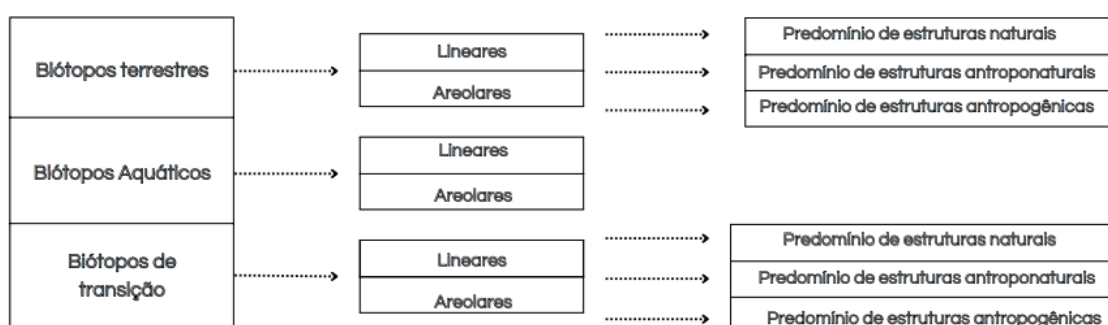 Biótopos terrestres
Lineares
Areolares
Predomínio de estruturas naturais
Predomínio de estruturas antroponaturais
Predomínio de estruturas antropogênicas
Biótopos Aquáticos
Lineares
Areolares
Biótopos de
transição
Lineares
Areolares
Predomínio de estruturas naturais
Predomínio de estruturas antroponaturais
Predomínio de estruturas antropogênicas